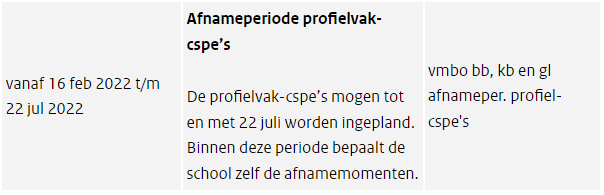 vanaf 16 feb 2022 t/m
22 jul 2022
Afnameperiode profielvak-
cspe’s
De profielvak-cspe’s mogen tot
en met 22 juli worden ingepland.
Binnen deze periode bepaalt de
school zelf de afnamemomenten.
vmbo bb, kb en gl
afnameper. profiel-
cspe's